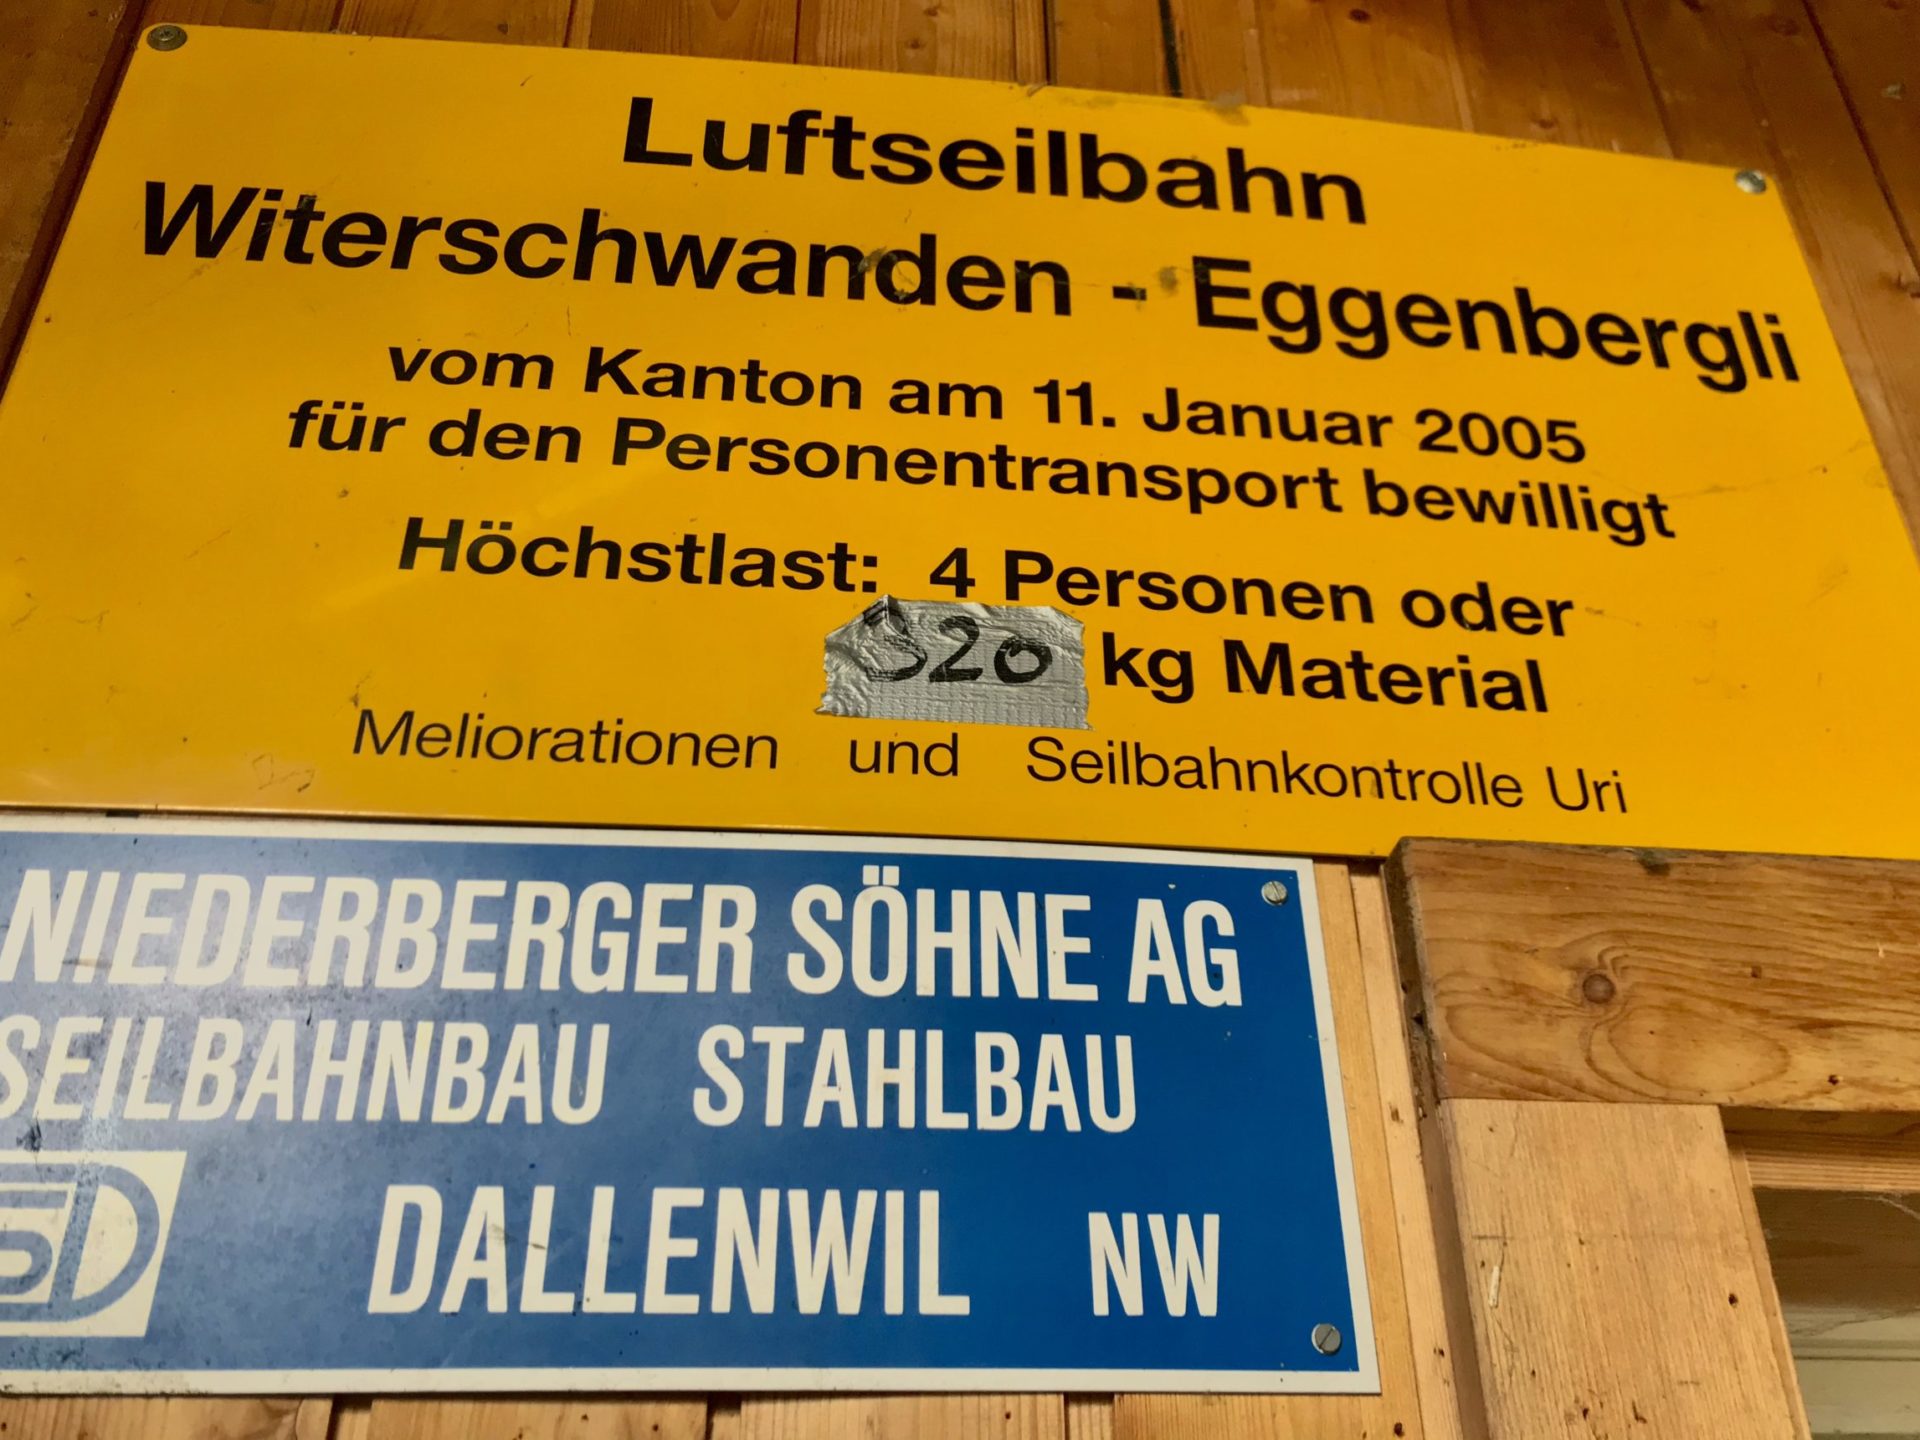 Luftseilbahn
Witerschwanden - Eggenbergli
vom Kanton am 11. Januar 2005
für den Personentransport bewilligt
Höchstlast: 4 Personen oder
320 kg Material
Meliorationen und Seilbahnkontrolle Uri
NIEDERBERGER SÖHNE AG
SEILBAHNBAU STAHLBAU
DALLENWIL NW